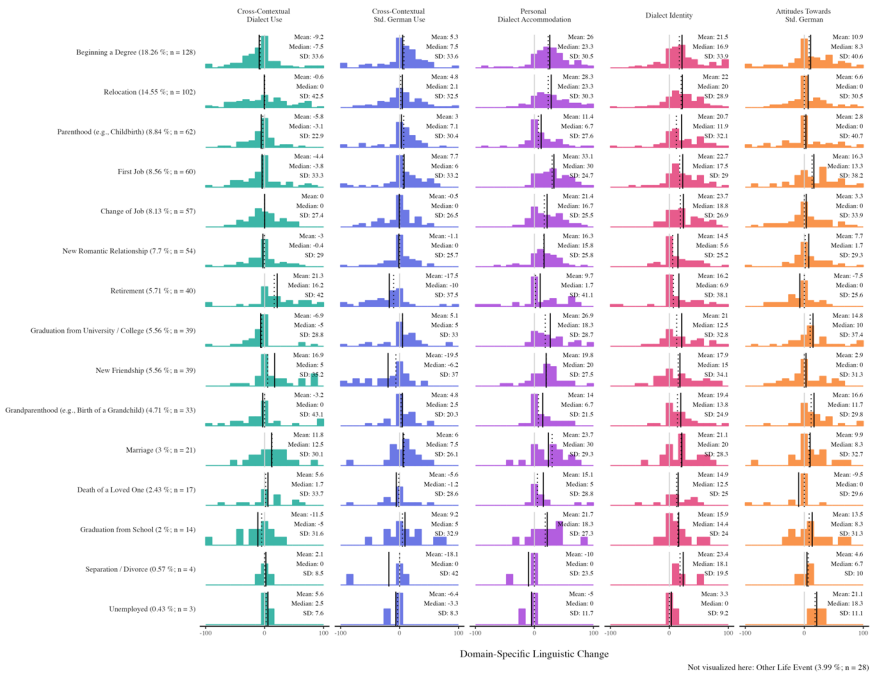 Cross-Contextual
Dialect Use
Cross-Contextual
Std. German Use
Personal
Dialect Accommodation
Dialect Identity
Attitudes Towards
Std. German
Beginning a Degree (18.26 %; n = 128)
Mean: -9.2
Median: -7.5
SD: 33.6
Mean: 5.3
Median: 7.5
SD: 33.6
Mean: 26
Median: 23.3
SD: 30.5
Mean: 21.5
Median: 16.9
SD: 33.9
Mean: 10.9
Median: 8.3
SD: 40.6
Relocation (14.55 %; n = 102)
Mean: -0.6
Median: 0
SD: 42.5
Mean: 4.8
Median: 2.1
SD: 32.5
Mean: 28.3
Median: 23.3
SD: 30.3
Mean: 22
Median: 20
SD: 28.9
Mean: 6.6
Median: 0
SD: 30.5
Parenthood (e.g., Childbirth) (8.84 %; n = 62)
Mean: -5.8
Median: -3.1
SD: 22.9
Mean: 3
Median: 7.1
SD: 30.4
Mean: 11.4
Median: 6.7
SD: 27.6
Mean: 20.7
Median: 11.9
SD: 32.1
Mean: 2.8
Median: 0
SD: 40.7
First Job (8.56 %; n = 60)
Mean: -4.4
Median: -3.8
SD: 33.3
Mean: 7.7
Median: 6
SD: 33.2
Mean: 33.1
Median: 30
SD: 24.7
Mean: 22.7
Median: 17.5
SD: 29
Mean: 16.3
Median: 13.3
SD: 38.2
Change of Job (8.13 %; n = 57)
Mean: 0
Median: 0
SD: 27.4
Mean: -0.5
Median: 0
SD: 26.5
Mean: 21.4
Median: 16.7
SD: 25.5
Mean: 23.7
Median: 18.8
SD: 26.9
Mean: 3.3
Median: 0
SD: 33.9
New Romantic Relationship (7.7 %; n = 54)
Mean: -3
Median: -0.4
SD: 29
Mean: -1.1
Median: 0
SD: 25.7
Mean: 16.3
Median: 15.8
SD: 25.8
Mean: 14.5
Median: 5.6
SD: 25.2
Mean: 7.7
Median: 1.7
SD: 29.3
Retirement (5.71 %; n = 40)
Mean: 21.3
Median: 16.2
SD: 42
Mean: -17.5
Median: -10
SD: 37.5
Mean: 9.7
Median: 1.7
SD: 41.1
Mean: 16.2
Median: 6.9
SD: 38.1
Mean: -7.5
Median: 0
SD: 25.6
Graduation from University / College (5.56 %; n = 39)
Mean: -6.9
Median: -5
SD: 28.8
Mean: 5.1
Median: 5
SD: 33
Mean: 26.9
Median: 18.3
SD: 28.7
Mean: 21
Median: 12.5
SD: 32.8
Mean: 14.8
Median: 10
SD: 37.4
New Friendship (5.56 %; n = 39)
Mean: 16.9
Median: 5
SD: 35.2
Mean: -19.5
Median: -6.2
SD: 37
Mean: 19.8
Median: 20
SD: 27.5
Mean: 17.9
Median: 15
SD: 34.1
Mean: 2.9
Median: 0
SD: 31.3
Grandparenthood (e.g., Birth of a Grandchild) (4.71 %; n = 33)
Mean: -3.2
Median: 0
SD: 43.1
Mean: 4.8
Median: 2.5
SD: 20.3
Mean: 14
Median: 6.7
SD: 21.5
Mean: 19.4
Median: 13.8
SD: 24.9
Mean: 16.6
Median: 11.7
SD: 29.8
Marriage (3 %; n = 21)
Mean: 11.8
Median: 12.5
SD: 30.1
Mean: 6
Median: 7.5
SD: 26.1
Mean: 23.7
Median: 30
SD: 29.3
Mean: 21.1
Median: 20
SD: 28.3
Mean: 9.9
Median: 8.3
SD: 32.7
Death of a Loved One (2.43 %; n = 17)
Mean: 5.6
Median: 1.7
SD: 33.7
Mean: -5.6
Median: -1.2
SD: 28.6
Mean: 15.1
Median: 5
SD: 28.8
Mean: 14.9
Median: 12.5
SD: 25
Mean: -9.5
Median: 0
SD: 29.6
Graduation from School (2 %; n = 14)
Mean: -11.5
Median: -5
SD: 31.6
Mean: 9.2
Median: 5
SD: 32.9
Mean: 21.7
Median: 18.3
SD: 27.3
Mean: 15.9
Median: 14.4
SD: 24
Mean: 13.5
Median: 8.3
SD: 31.3
Separation / Divorce (0.57 %; n = 4)
Mean: 2.1
Median: 0
SD: 8.5
Mean: -18.1
Median: 0
SD: 42
Mean: -10
Median: 0
SD: 23.5
Mean: 23.4
Median: 18.1
SD: 19.5
Mean: 4.6
Median: 6.7
SD: 10
Unemployed (0.43 %; n = 3)
Mean: 5.6
Median: 2.5
SD: 7.6
Mean: -6.4
Median: -3.3
SD: 8.3
Mean: -5
Median: 0
SD: 11.7
Mean: 3.3
Median: 0
SD: 9.2
Mean: 21.1
Median: 18.3
SD: 11.1
-100 0 100 -100 0 100 -100 0 100 -100 0 100 -100 0 100
Domain-Specific Linguistic Change
Not visualized here: Other Life Event (3.99 %; n = 28)